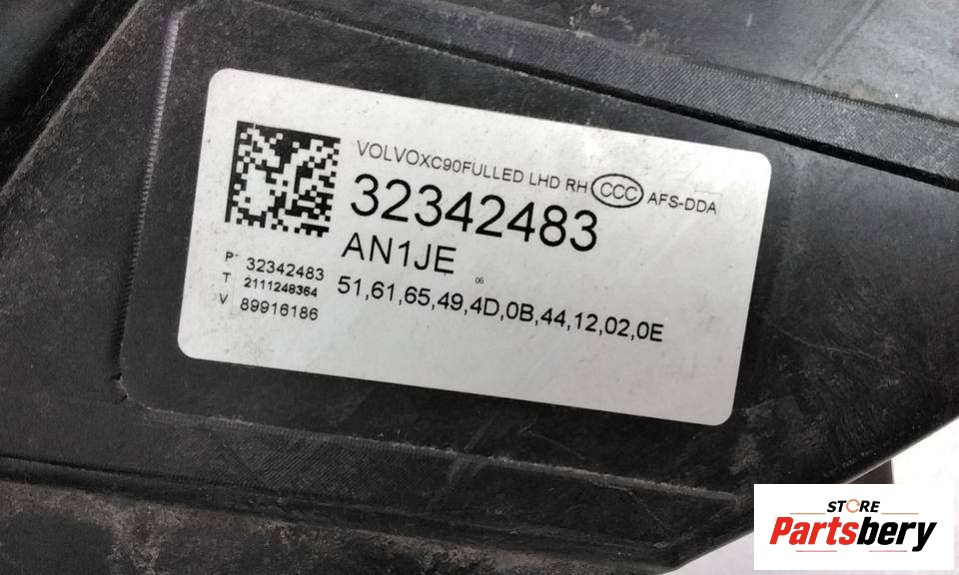 VOLVOXC90FULLED LHD RH CCC AFS-DDA
32342483
AN1JE
06
51,61,65,49,4D,0B,44,12,02,0E
P 32342483
T 2111248364
V 89916186
STORE
Partsbery